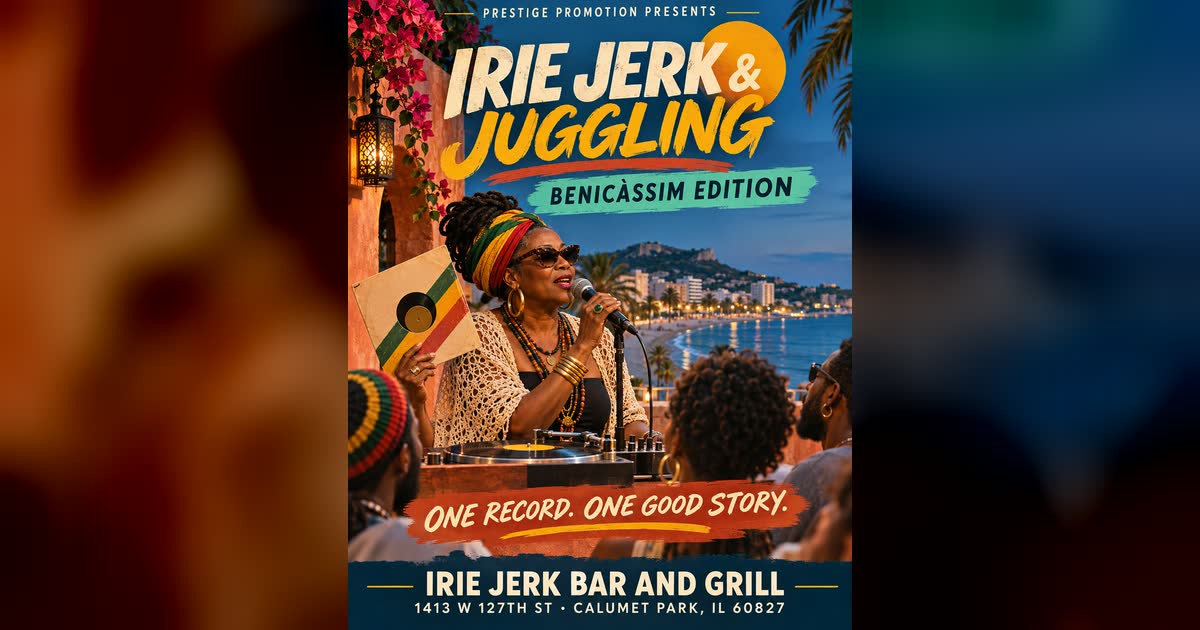 PRESTIGE PROMOTION PRESENTS
IRIE JERK &
JUGGLING
BENICÀSSIM EDITION
ONE RECORD. ONE GOOD STORY.
IRIE JERK BAR AND GRILL
1413 W 127TH ST • CALUMET PARK, IL 60827